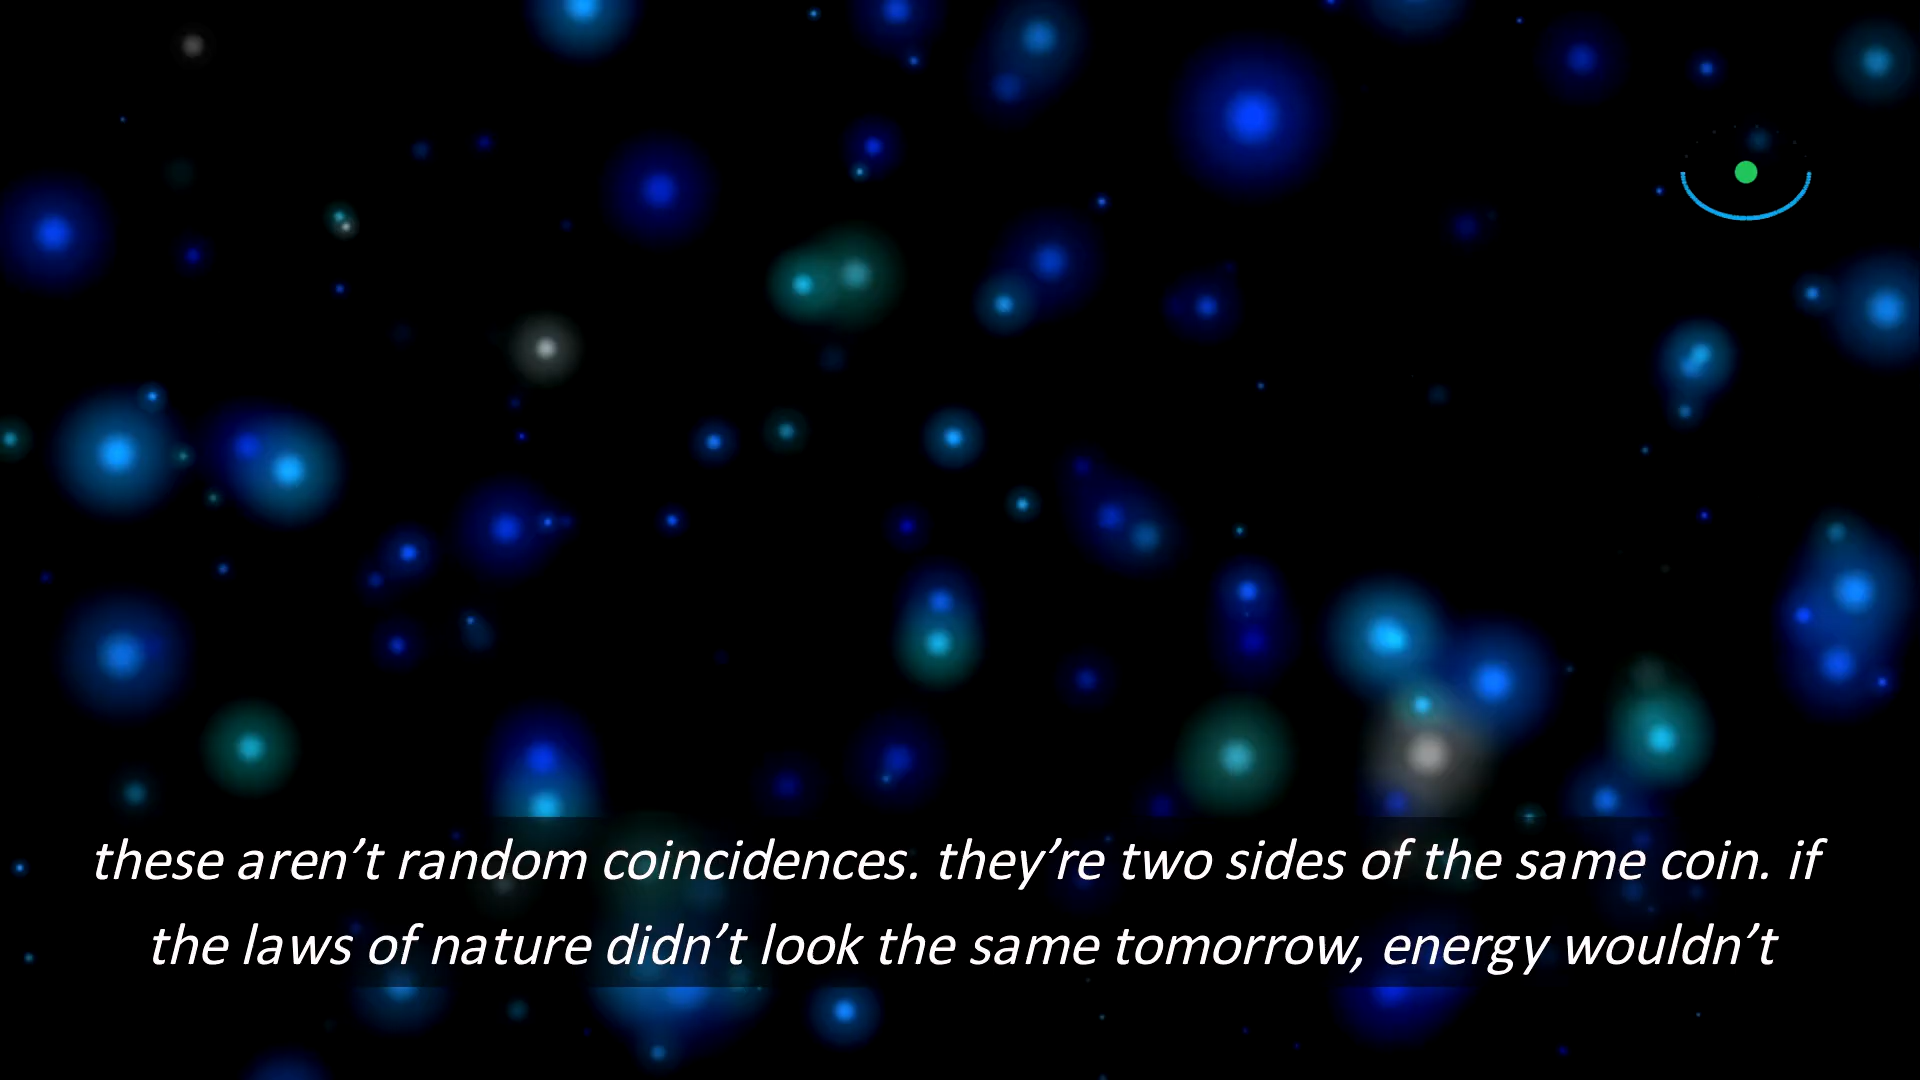 these aren’t random coincidences. they’re two sides of the same coin. if
the laws of nature didn’t look the same tomorrow, energy wouldn’t